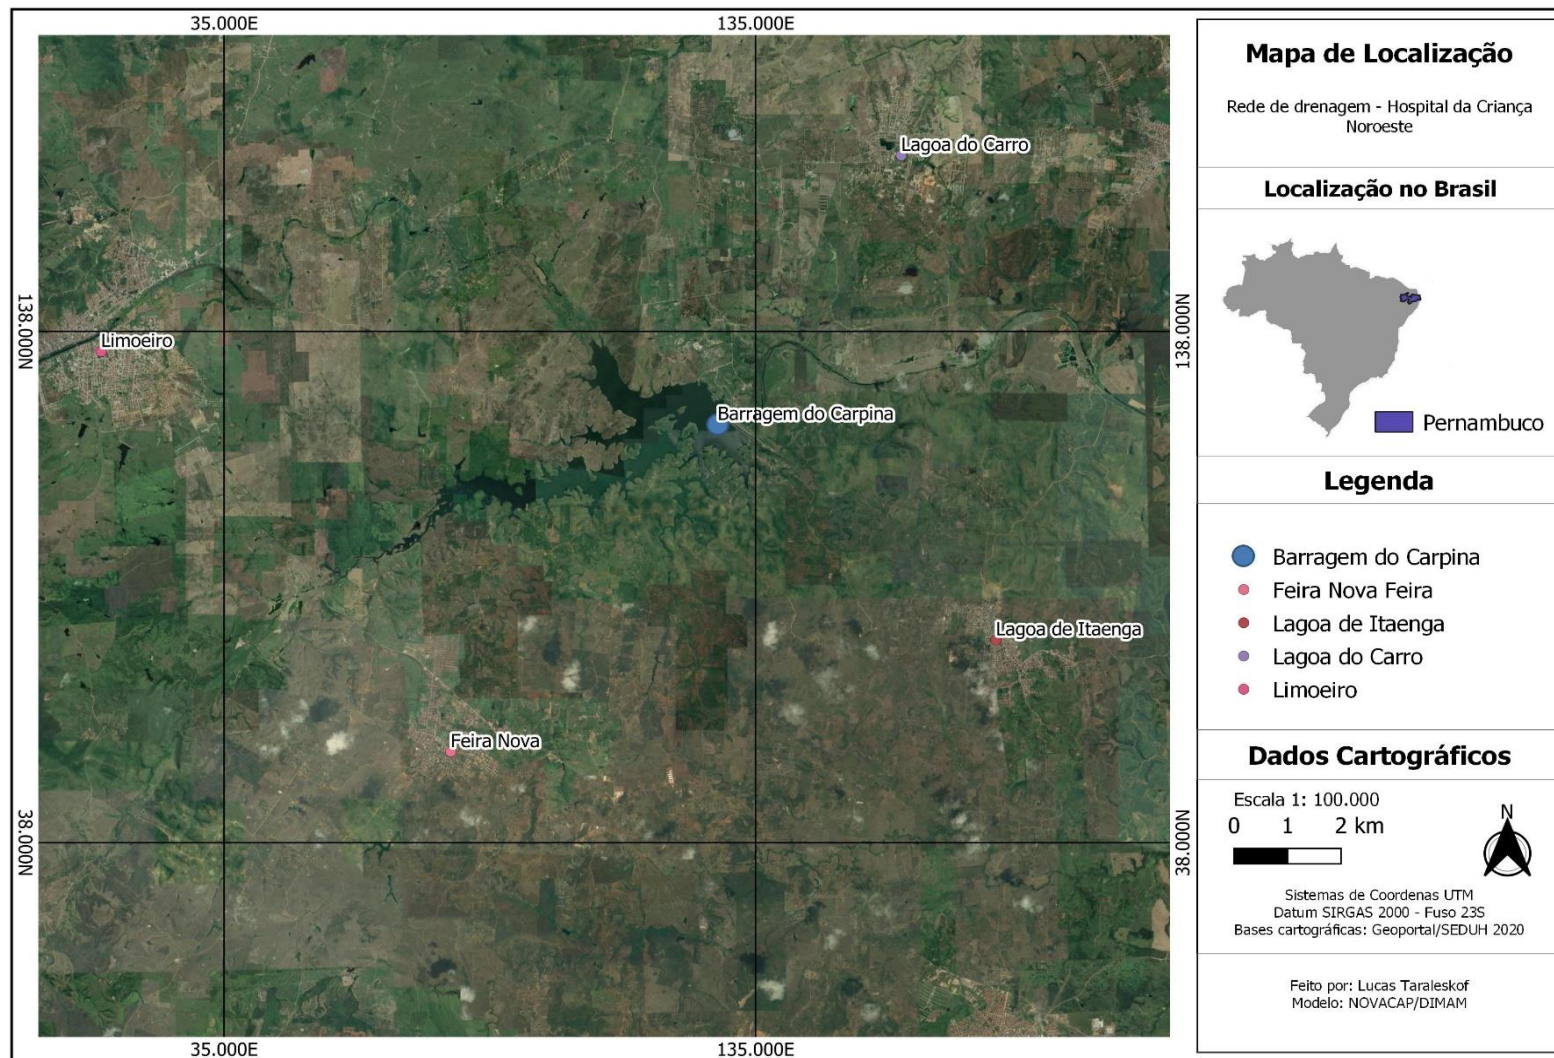 35.000E
135.000E
138.000N
138.000N
38.000N
38.000N
35.000E
135.000E
Lagoa do Carro
Limoeiro
Barragem do Carpina
Lagoa de Itaenga
Feira Nova
Mapa de Localização
Rede de drenagem - Hospital da Criança
Noroeste
Localização no Brasil
Pernambuco
Legenda
Barragem do Carpina
Feira Nova Feira
Lagoa de Itaenga
Lagoa do Carro
Limoeiro
Dados Cartográficos
Escala 1: 100.000
0 1 2 km
N
Sistemas de Coordenas UTM
Datum SIRGAS 2000 - Fuso 23S
Bases cartográficas: Geoportal/SEDUH 2020
Feito por: Lucas Taraleskof
Modelo: NOVACAP/DIMAM